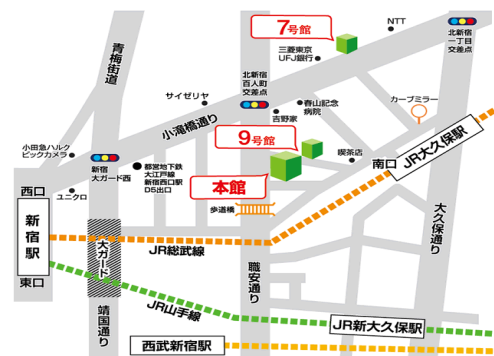 7号館
NTT
北新宿
一丁目
交差点
三菱東京
UFJ銀行
青梅街道
北新宿
百人町
交差点
サイゼリヤ
小滝橋通り
吉野家
春山記念
病院
カーブミラー
9号館
喫茶店
南口
JR大久保駅
小田急ハルク
ビックカメラ
新宿
大ガード西
都営地下鉄
大江戸線
新宿西口駅
D5出口
本館
西口
ユニクロ
歩道橋
大久保通り
新宿駅
大ガード
JR総武線
職安通り
東口
JR山手線
靖国通り
JR新大久保駅
西武新宿駅